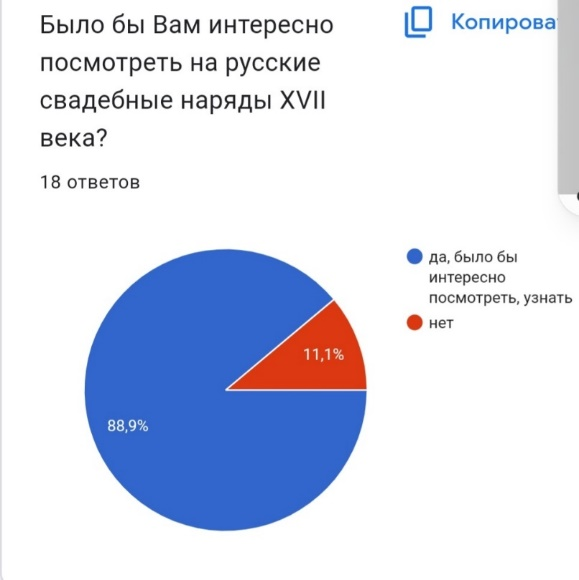 Было бы Вам интересно
посмотреть на русские
свадебные наряды XVII
века?
Копирова
18 ответов
да, было бы
интересно
посмотреть, узнать
нет
11,1%
88,9%